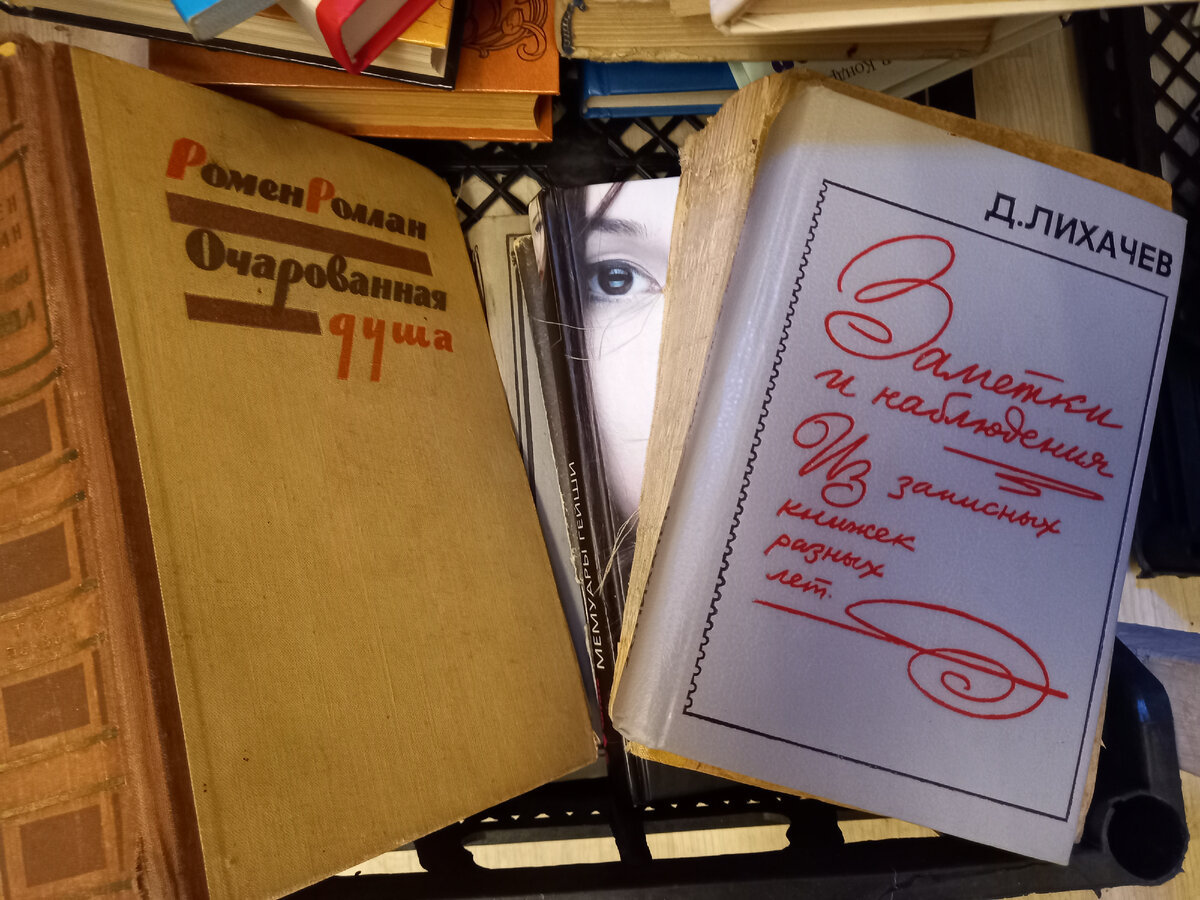 Ромен Роллан
Очарованная
душа
МЕМУАРЫ ГЕЙШИ
Д.ЛИХАЧЕВ
Заметки
и наблюдения
Из записных
книжек
разных
лет.